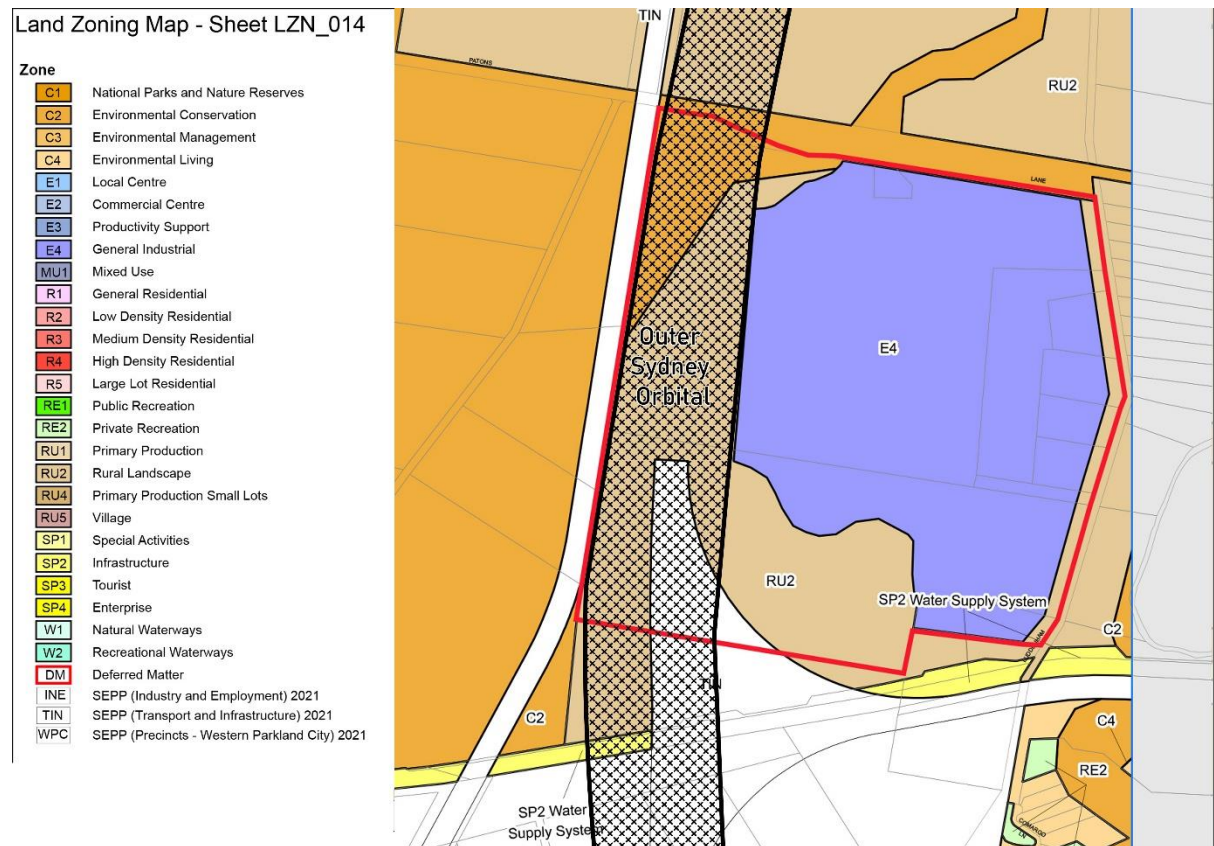 Land Zoning Map - Sheet LZN_014
Zone
C1 National Parks and Nature Reserves
C2 Environmental Conservation
C3 Environmental Management
C4 Environmental Living
E1 Local Centre
E2 Commercial Centre
E3 Productivity Support
E4 General Industrial
MU1 Mixed Use
R1 General Residential
R2 Low Density Residential
R3 Medium Density Residential
R4 High Density Residential
R5 Large Lot Residential
RE1 Public Recreation
RE2 Private Recreation
RU1 Primary Production
RU2 Rural Landscape
RU4 Primary Production Small Lots
RU5 Village
SP1 Special Activities
SP2 Infrastructure
SP3 Tourist
SP4 Enterprise
W1 Natural Waterways
W2 Recreational Waterways
DM Deferred Matter
INE SEPP (Industry and Employment) 2021
TIN SEPP (Transport and Infrastructure) 2021
WPC SEPP (Precincts - Western Parkland City) 2021
TIN
PATONS
RU2
LANE
Outer
Sydney
Orbital
E4
RU2
SP2 Water Supply System
C2
TIN
C2
C4
RE2
SP2 Water
Supply System
CAMARGO
LN